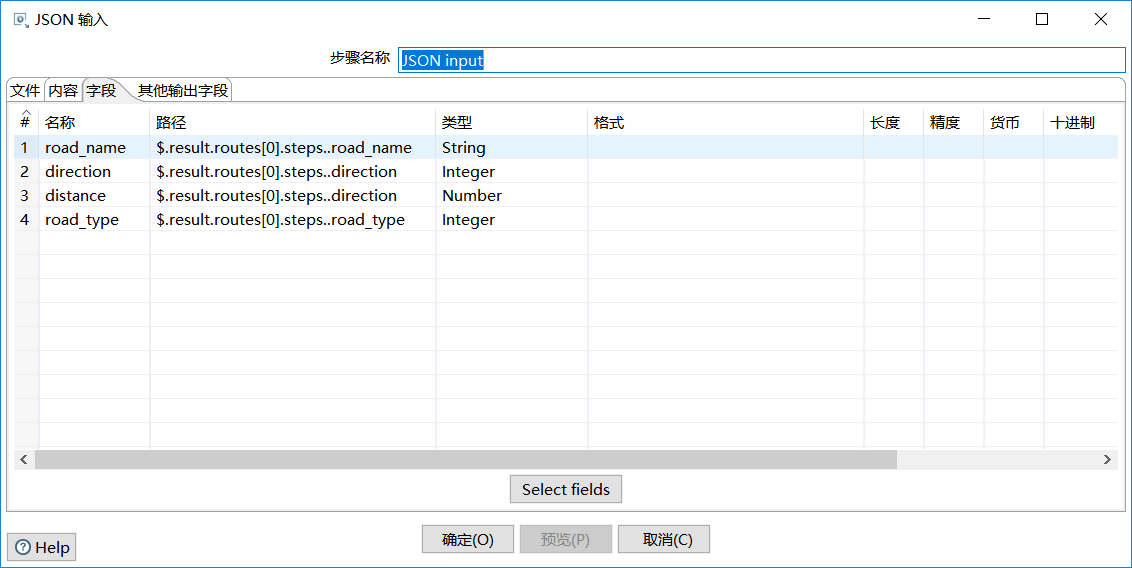 JSON 输入
步骤名称 JSON input
文件 内容 字段 其他输出字段
# 名称 路径 类型 格式 长度 精度 货币 十进制
1 road_name $.result.routes[0].steps..road_name String
2 direction $.result.routes[0].steps..direction Integer
3 distance $.result.routes[0].steps..direction Number
4 road_type $.result.routes[0].steps..road_type Integer
Select fields
Help 确定(O) 预览(P) 取消(C)